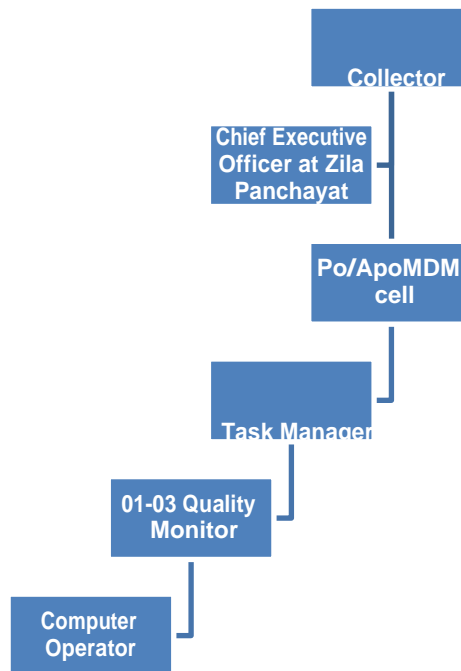 Collector
Chief Executive
Officer at Zila
Panchayat
Po/ApoMDM
cell
Task Manager
01-03 Quality
Monitor
Computer
Operator